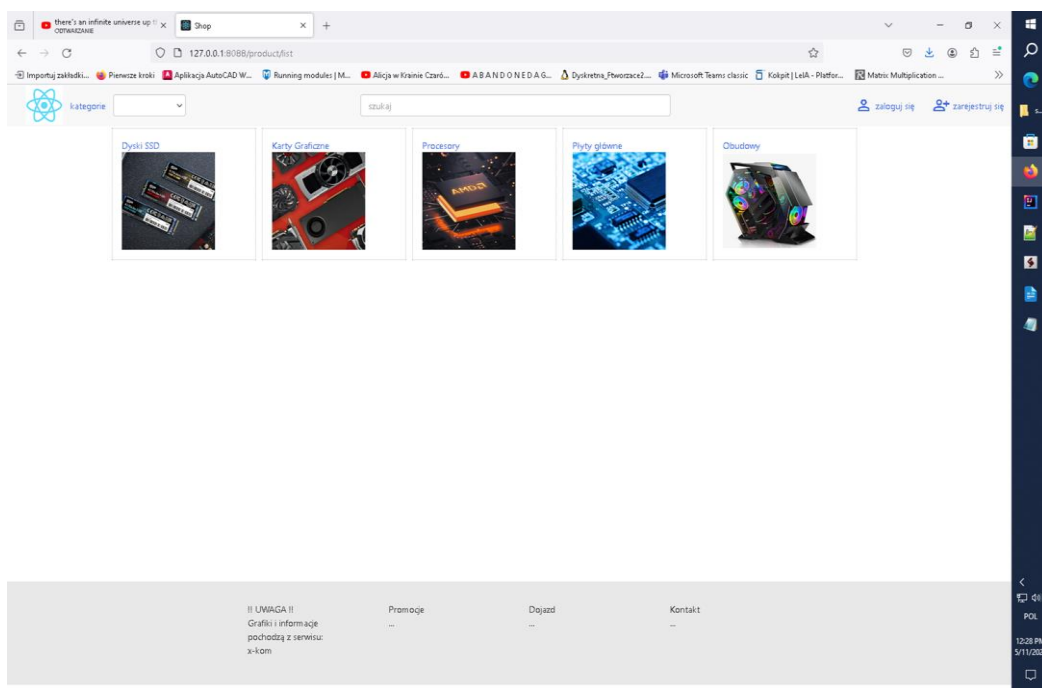 there's an infinite universe up
ODTWARZANIE
Shop
127.0.0.1:8088/product/list
Importuj zakładki...
Pierwsze kroki
Aplikacja AutoCAD W...
Running modules | M...
Alicja w Krainie Czaró...
A B A N D O N E D A G...
Dyskretna_Ftworzace2....
Microsoft Teams classic
Kokpit | LeIA - Platfor...
Matrix Multiplication ...
kategorie
szukaj
zaloguj się
zarejestruj się
Dyski SSD
Karty Graficzne
Procesory
Płyty główne
Obudowy
AMD
!! UWAGA !!
Grafiki i informacje
pochodzą z serwisu:
x-kom
Promocje
...
Dojazd
...
Kontakt
...
POL
12:28 PM
5/11/202